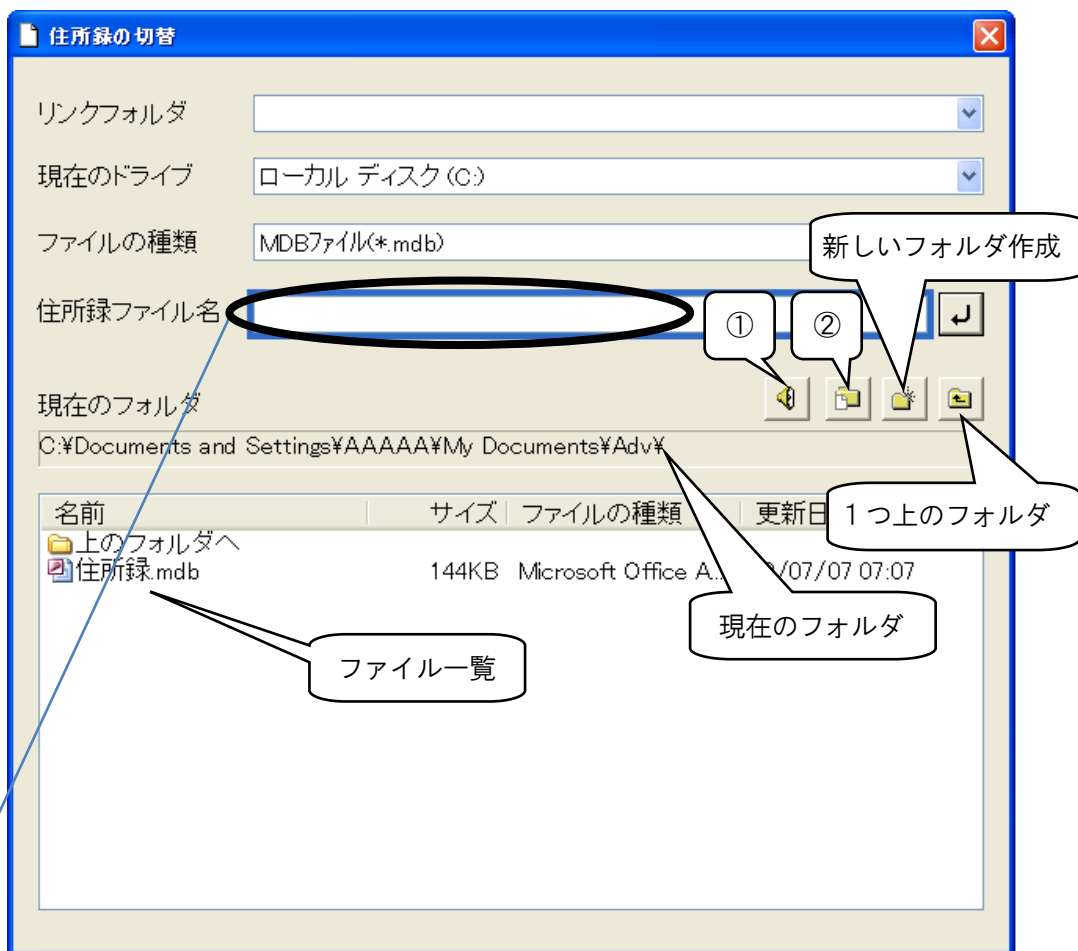 住所録の切替
リンクフォルダ
現在のドライブ ローカル ディスク (C:)
ファイルの種類 MDBファイル(*.mdb)
新しいフォルダ作成
住所録ファイル名
① ②
現在のフォルダ
C:¥Documents and Settings¥AAAAA¥My Documents¥Adv¥
名前 サイズ ファイルの種類 更新日
1つ上のフォルダ
上のフォルダへ
住所録.mdb 144KB Microsoft Office A... /07/07 07:07
現在のフォルダ
ファイル一覧